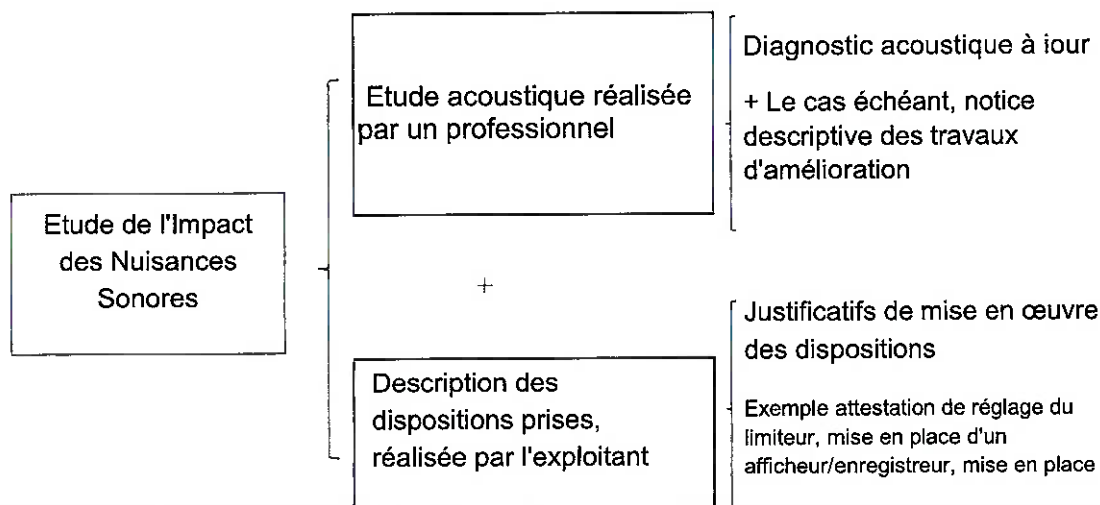 Etude de l'Impact
des Nuisances
Sonores
Etude acoustique réalisée
par un professionnel
+
Description des
dispositions prises,
réalisée par l'exploitant
Diagnostic acoustique à iour
+ Le cas échéant, notice
descriptive des travaux
d'amélioration
Justificatifs de mise en œuvre
des dispositions
Exemple attestation de réglage du
limiteur, mise en place d'un
afficheur/enregistreur, mise en place